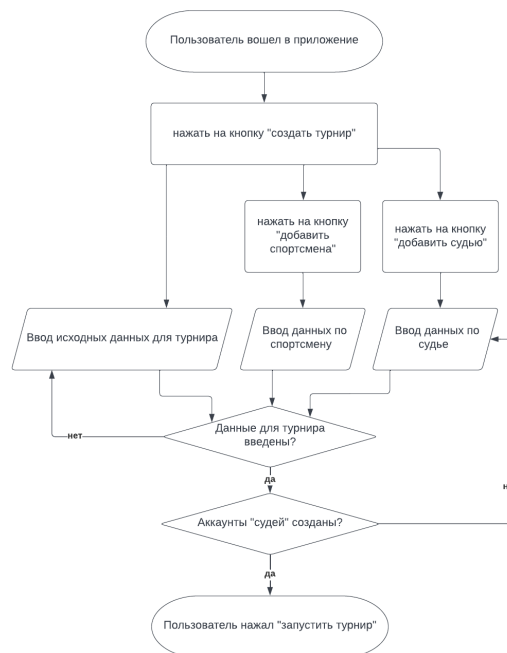 Пользователь вошел в приложение
нажать на кнопку "создать турнир"
нажать на кнопку
"добавить
спортсмена"
нажать на кнопку
"добавить судью"
Ввод исходных данных для турнира
Ввод данных по
спортсмену
Ввод данных по
судье
Данные для турнира
введены?
нет
да
Аккаунты "судей" созданы?
да
Пользователь нажал "запустить турнир"